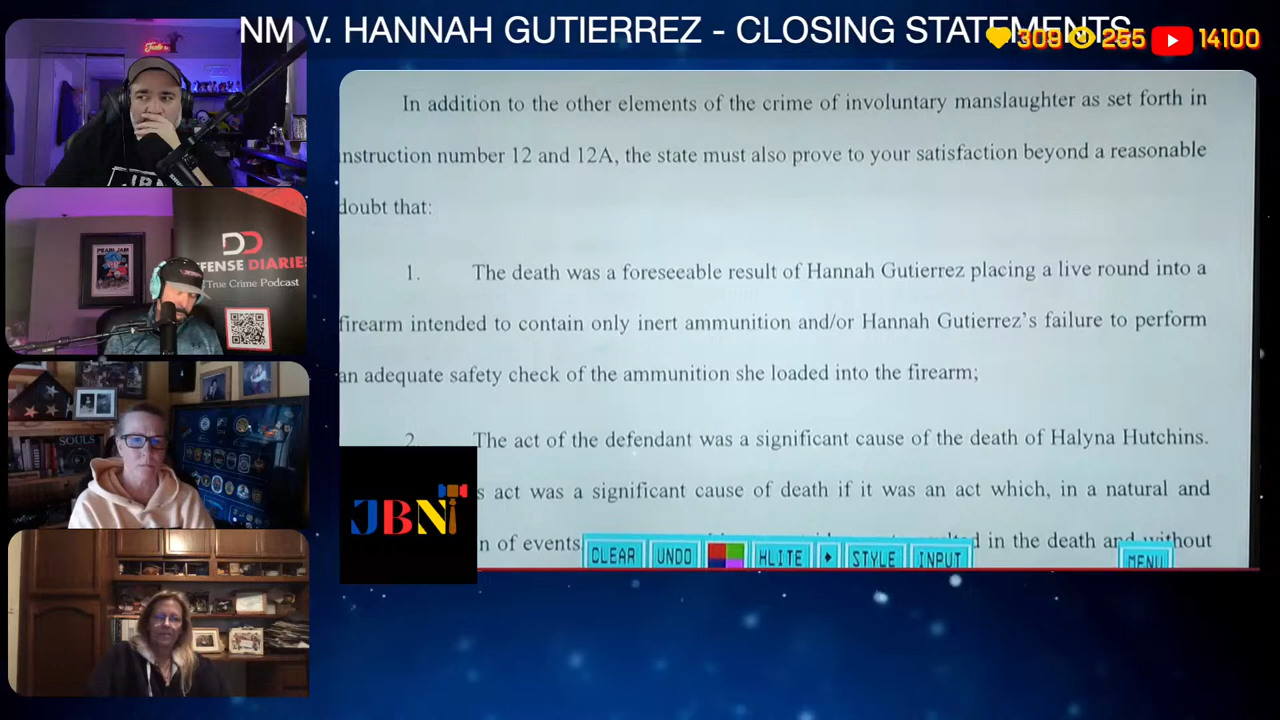 NM V. HANNAH GUTIERREZ - CLOSING STATEMENTS
309 265 14100
In addition to the other elements of the crime of involuntary manslaughter as set forth in
nstruction number 12 and 12A, the state must also prove to your satisfaction beyond a reasonable
doubt that:
1. The death was a foreseeable result of Hannah Gutierrez placing a live round into a
firearm intended to contain only inert ammunition and/or Hannah Gutierrez's failure to perform
an adequate safety check of the ammunition she loaded into the firearm;
2. The act of the defendant was a significant cause of the death of Halyna Hutchins.
s act was a significant cause of death if it was an act which, in a natural and
n of events in the death and without
CLEAR UNDO HLITE STYLE INPUT MENU
JBN
JBN
PEARL JAM
DD
FENSE DIARIES
True Crime Podcast
SOULS